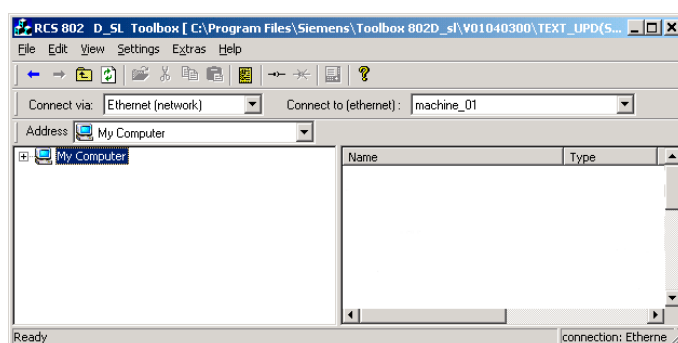 RCS 802 D_SL Toolbox [ C:\Program Files\Siemens\Toolbox 802D_sl\V01040300\TEXT_UPD(S...
File Edit View Settings Extras Help
Connect via: Ethernet (network) Connect to (ethernet) : machine_01
Address My Computer
My Computer Name Type
Ready connection: Etherne